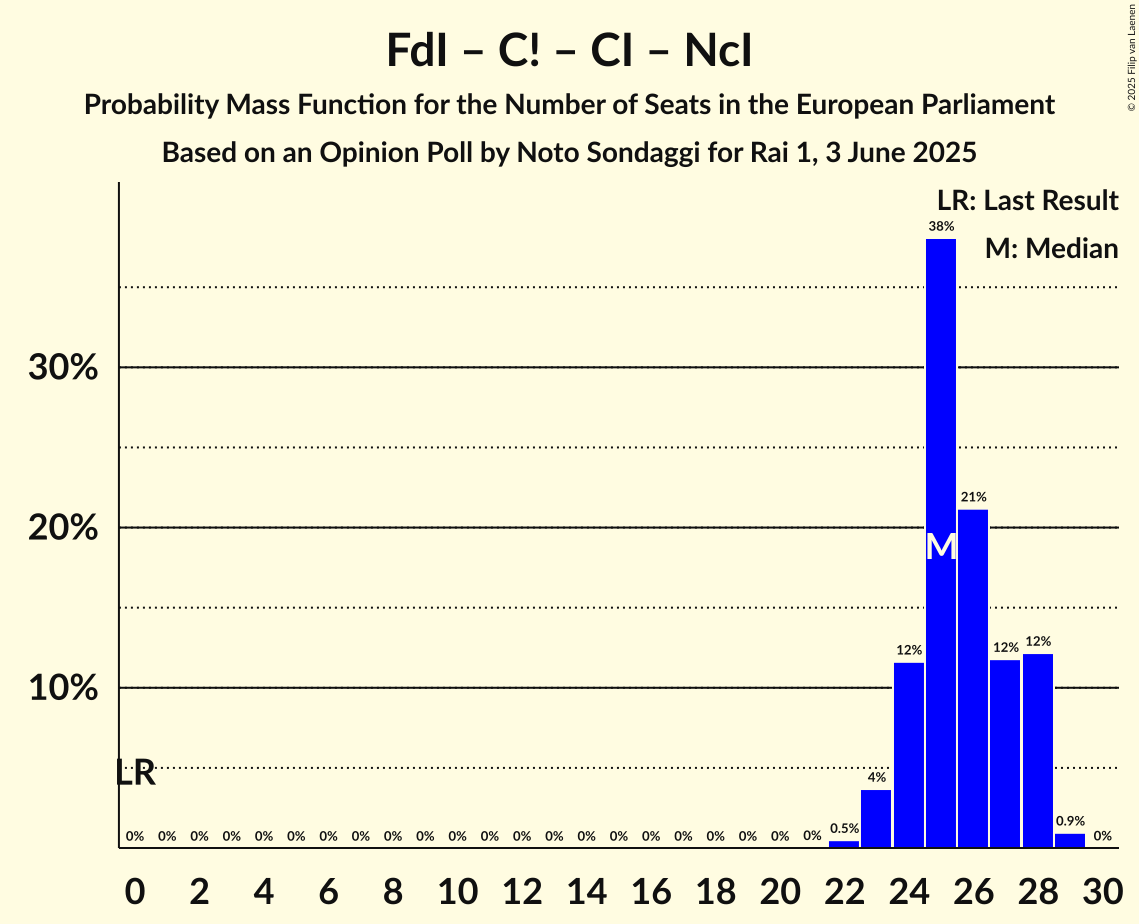 FdI – C! – CI – NcI
Probability Mass Function for the Number of Seats in the European Parliament
Based on an Opinion Poll by Noto Sondaggi for Rai 1, 3 June 2025
© 2025 Filip van Laenen
LR: Last Result
M: Median
38%
30%
21%
20%
M
12% 12% 12%
10%
LR
4%
0% 0% 0% 0% 0% 0% 0% 0% 0% 0% 0% 0% 0% 0% 0% 0% 0% 0% 0% 0% 0% 0% 0.5% 0.9% 0%
0 2 4 6 8 10 12 14 16 18 20 22 24 26 28 30